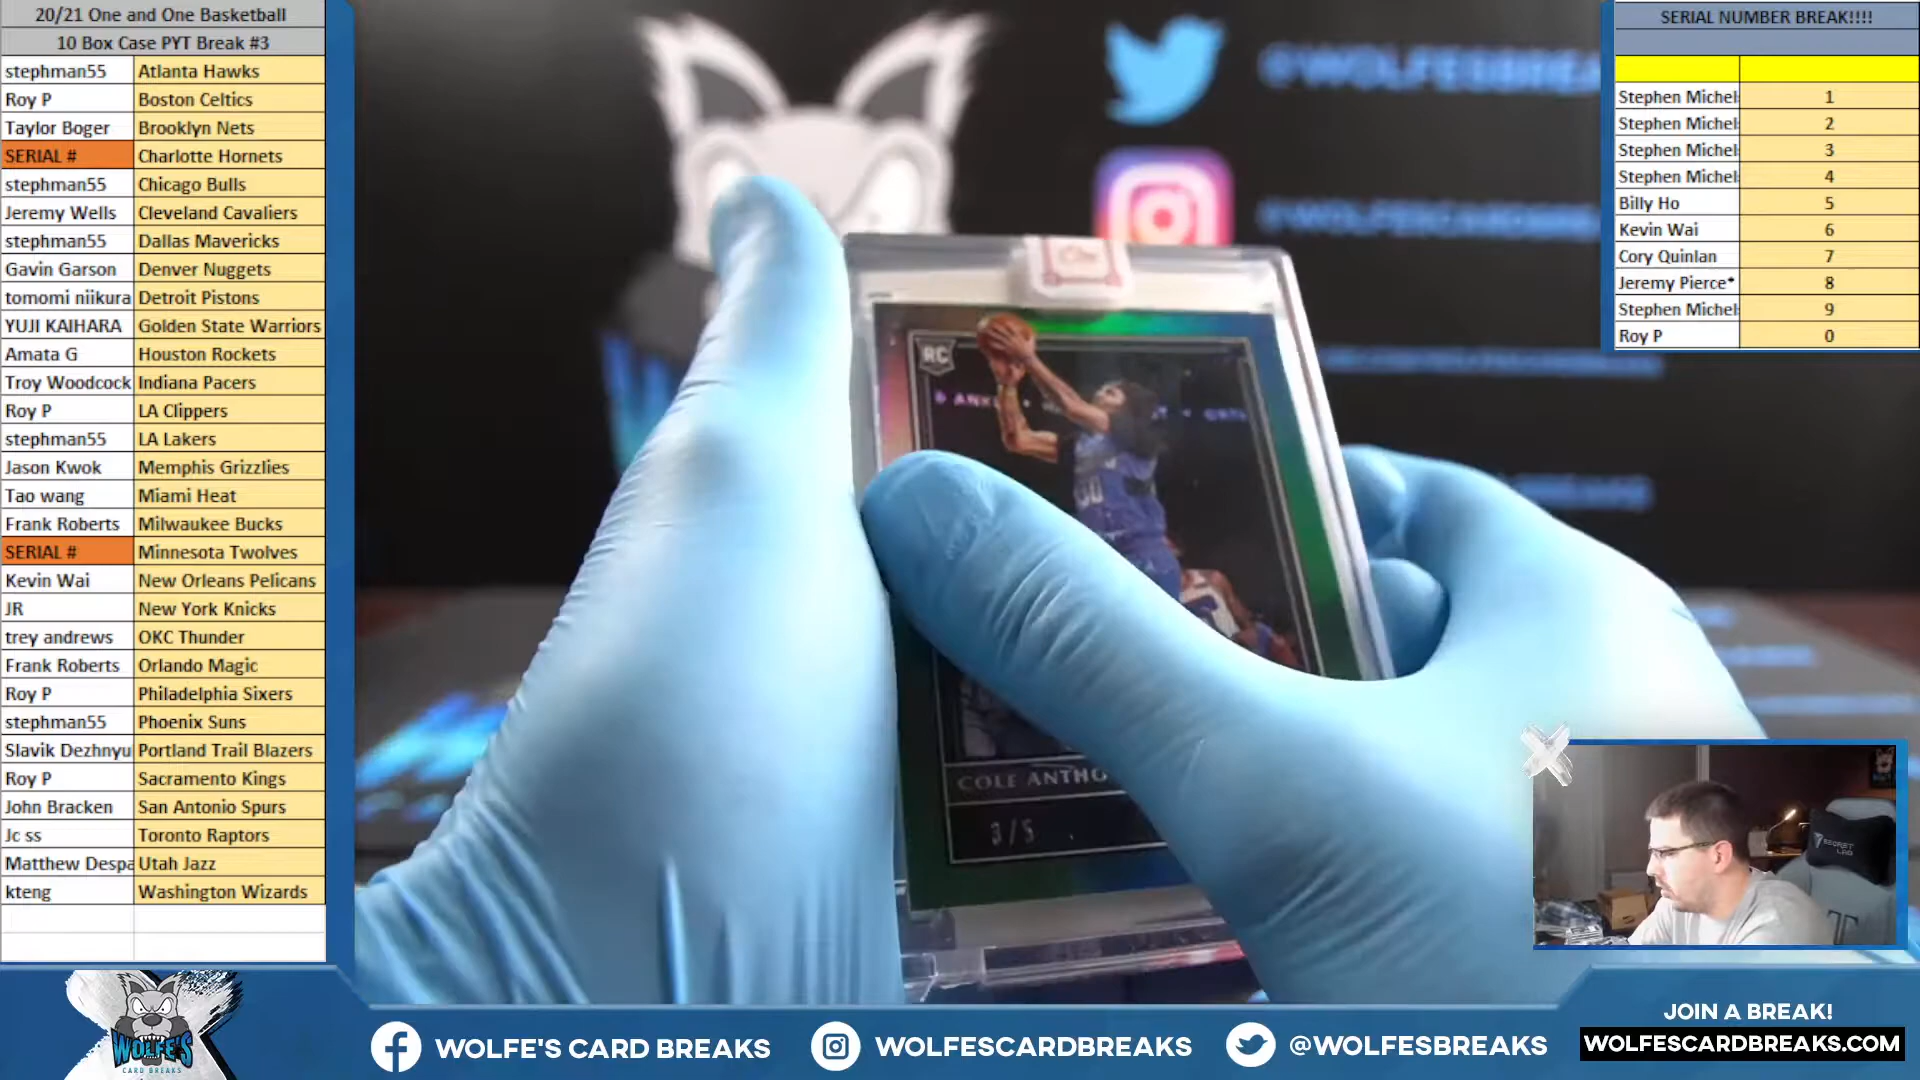 20/21 One and One Basketball
10 Box Case PYT Break #3
stephman55 Atlanta Hawks
Roy P Boston Celtics
Taylor Boger Brooklyn Nets
SERIAL # Charlotte Hornets
stephman55 Chicago Bulls
Jeremy Wells Cleveland Cavaliers
stephman55 Dallas Mavericks
Gavin Garson Denver Nuggets
tomomi niikura Detroit Pistons
YUJI KAIHARA Golden State Warriors
Amata G Houston Rockets
Troy Woodcock Indiana Pacers
Roy P LA Clippers
stephman55 LA Lakers
Jason Kwok Memphis Grizzlies
Tao wang Miami Heat
Frank Roberts Milwaukee Bucks
SERIAL # Minnesota Twolves
Kevin Wai New Orleans Pelicans
JR New York Knicks
trey andrews OKC Thunder
Frank Roberts Orlando Magic
Roy P Philadelphia Sixers
stephman55 Phoenix Suns
Slavik Dezhnyu Portland Trail Blazers
Roy P Sacramento Kings
John Bracken San Antonio Spurs
Jc ss Toronto Raptors
Matthew Despa Utah Jazz
kteng Washington Wizards
SERIAL NUMBER BREAK!!!!
Stephen Michel 1
Stephen Michel 2
Stephen Michel 3
Stephen Michel 4
Billy Ho 5
Kevin Wai 6
Cory Quinlan 7
Jeremy Pierce* 8
Stephen Michel 9
Roy P 0
@WOLFESBREA
@WOLFESCARDBREA
RC
COLE ANTHO
3/5
SECRET LAB
WOLFE'S
CARD BREAKS
WOLFE'S CARD BREAKS
WOLFESCARDBREAKS
@WOLFESBREAKS
JOIN A BREAK!
WOLFESCARDBREAKS.COM